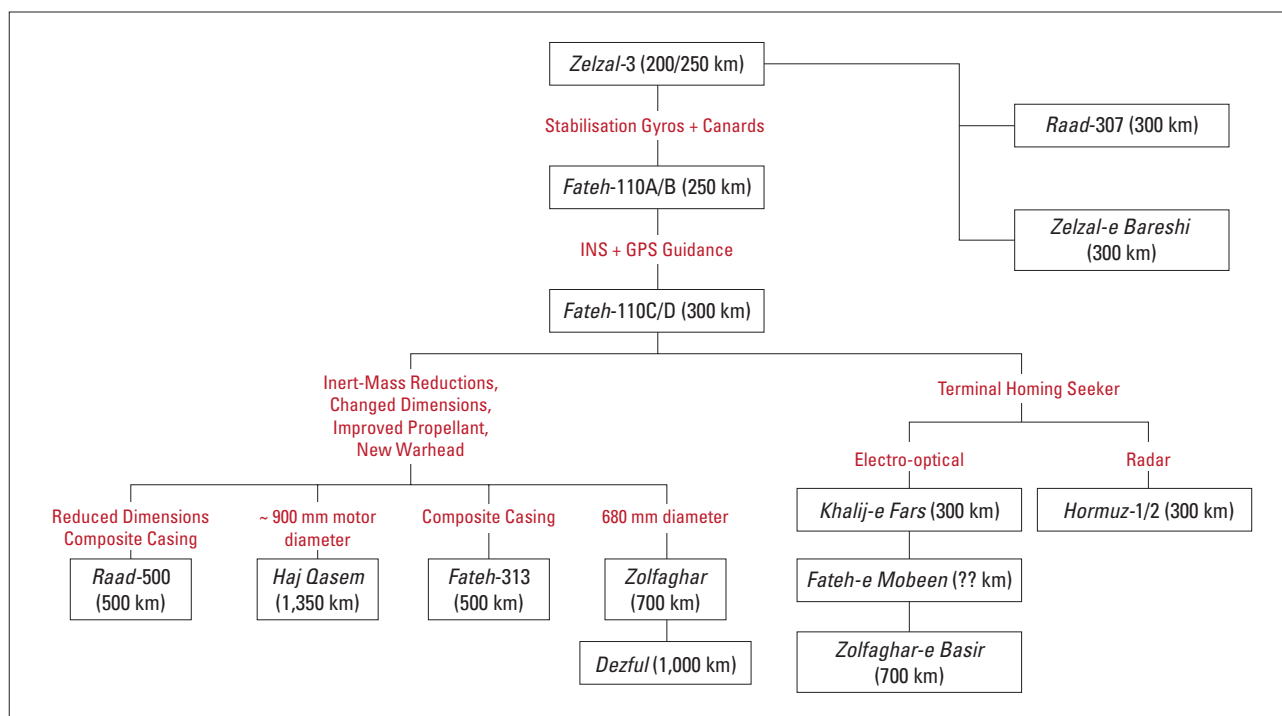 Zelzal-3 (200/250 km)
Stabilisation Gyros + Canards
Raad-307 (300 km)
Fateh-110A/B (250 km)
Zelzal-e Bareshi
(300 km)
INS + GPS Guidance
Fateh-110C/D (300 km)
Inert-Mass Reductions,
Changed Dimensions,
Improved Propellant,
New Warhead
Terminal Homing Seeker
Electro-optical
Radar
Reduced Dimensions
Composite Casing
~ 900 mm motor
diameter
Composite Casing
680 mm diameter
Khalij-e Fars (300 km)
Hormuz-1/2 (300 km)
Raad-500
(500 km)
Haj Qasem
(1,350 km)
Fateh-313
(500 km)
Zolfaghar
(700 km)
Fateh-e Mobeen (?? km)
Dezful (1,000 km)
Zolfaghar-e Basir
(700 km)